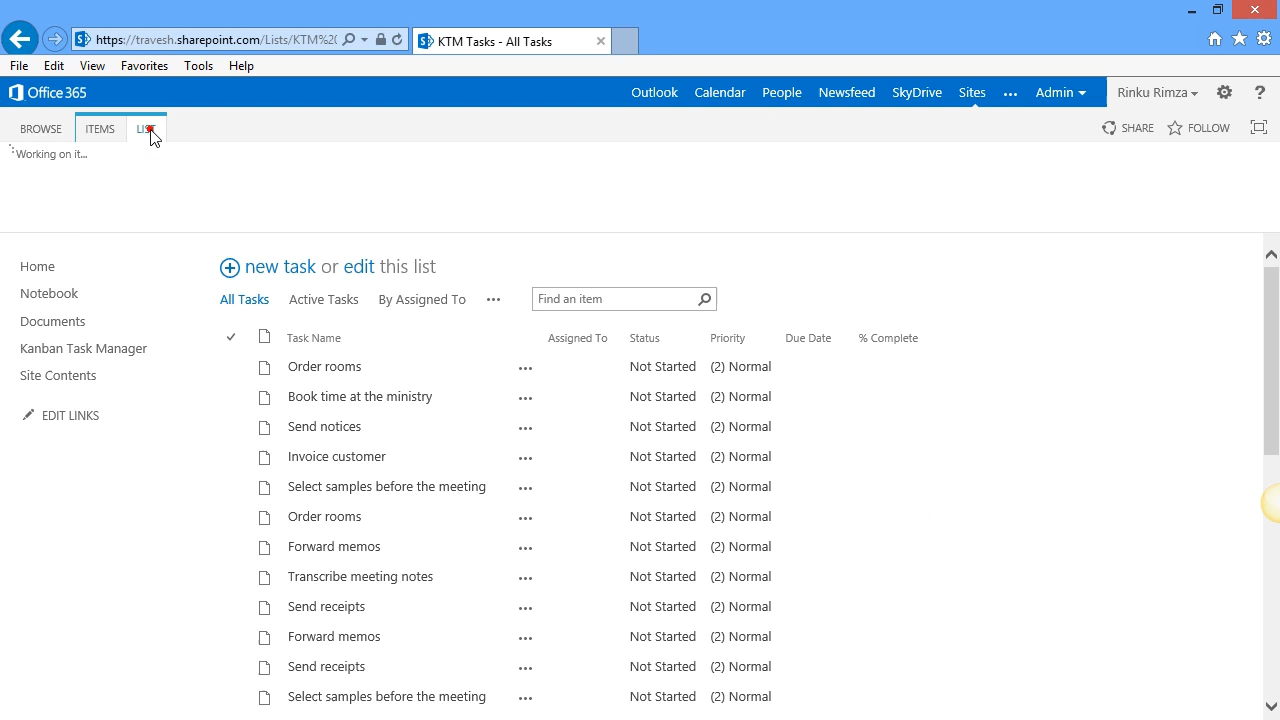 https://travesh.sharepoint.com/Lists/KTM%20
KTM Tasks - All Tasks
File Edit View Favorites Tools Help
Office 365
Outlook Calendar People Newsfeed SkyDrive Sites ... Admin Rinku Rimza ?
BROWSE ITEMS LIST SHARE FOLLOW
Working on it...
Home
Notebook
Documents
Kanban Task Manager
Site Contents
EDIT LINKS
new task or edit this list
All Tasks Active Tasks By Assigned To ... Find an item
Task Name Assigned To Status Priority Due Date % Complete
Order rooms ... Not Started (2) Normal
Book time at the ministry ... Not Started (2) Normal
Send notices ... Not Started (2) Normal
Invoice customer ... Not Started (2) Normal
Select samples before the meeting ... Not Started (2) Normal
Order rooms ... Not Started (2) Normal
Forward memos ... Not Started (2) Normal
Transcribe meeting notes ... Not Started (2) Normal
Send receipts ... Not Started (2) Normal
Forward memos ... Not Started (2) Normal
Send receipts ... Not Started (2) Normal
Select samples before the meeting ... Not Started (2) Normal